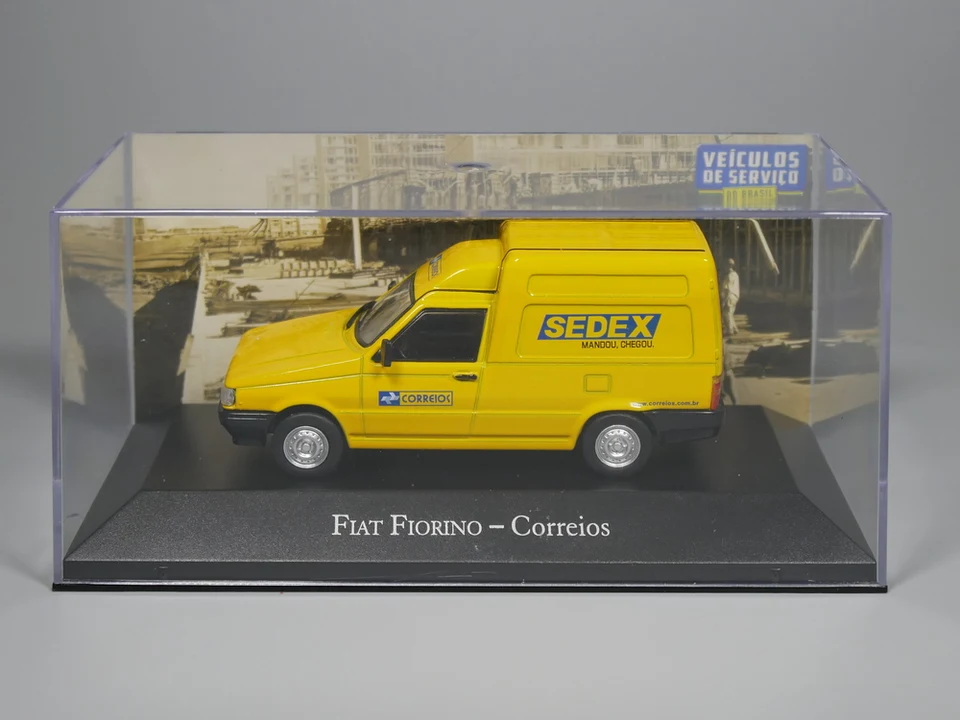 VEÍCULOS
DE SERVIÇO
DO BRASIL
SEDEX
MANDOU, CHEGOU.
CORREIOS
www.correios.com.br
FIAT FIORINO – Correios